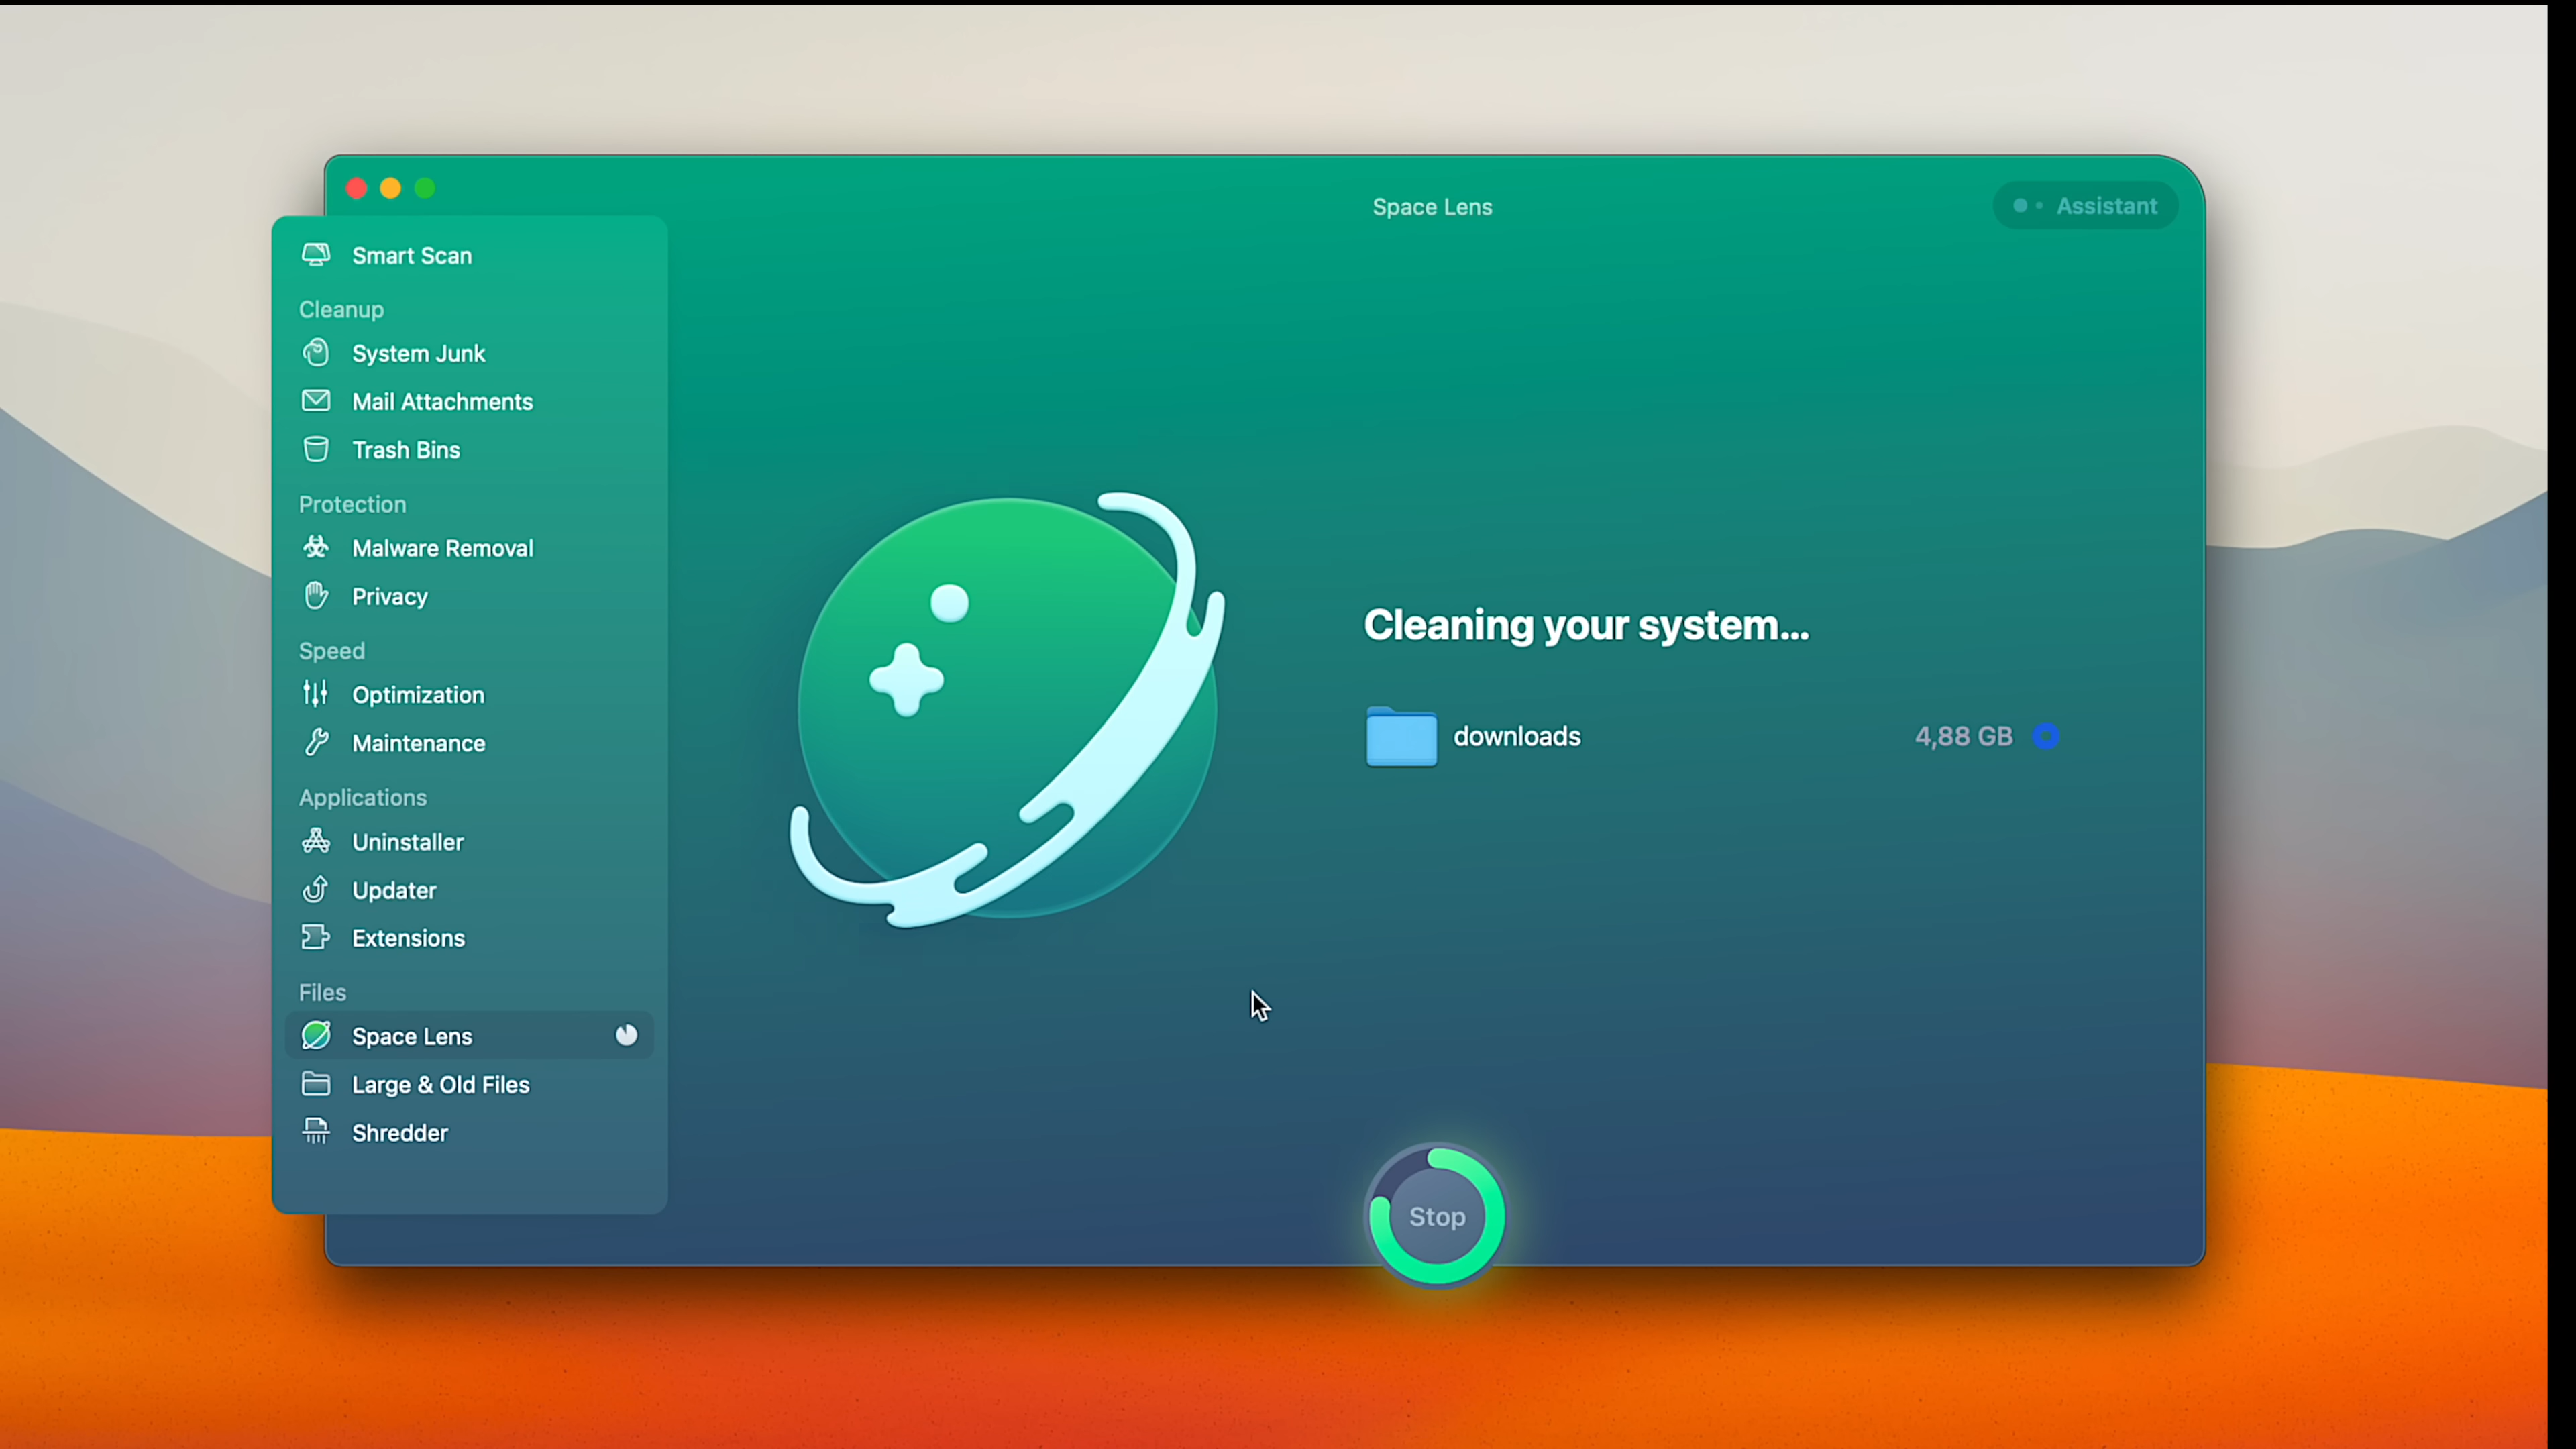 Space Lens
Assistant
Smart Scan
Cleanup
System Junk
Mail Attachments
Trash Bins
Protection
Malware Removal
Privacy
Speed
Optimization
Maintenance
Applications
Uninstaller
Updater
Extensions
Files
Space Lens
Large & Old Files
Shredder
Cleaning your system...
downloads 4,88 GB
Stop